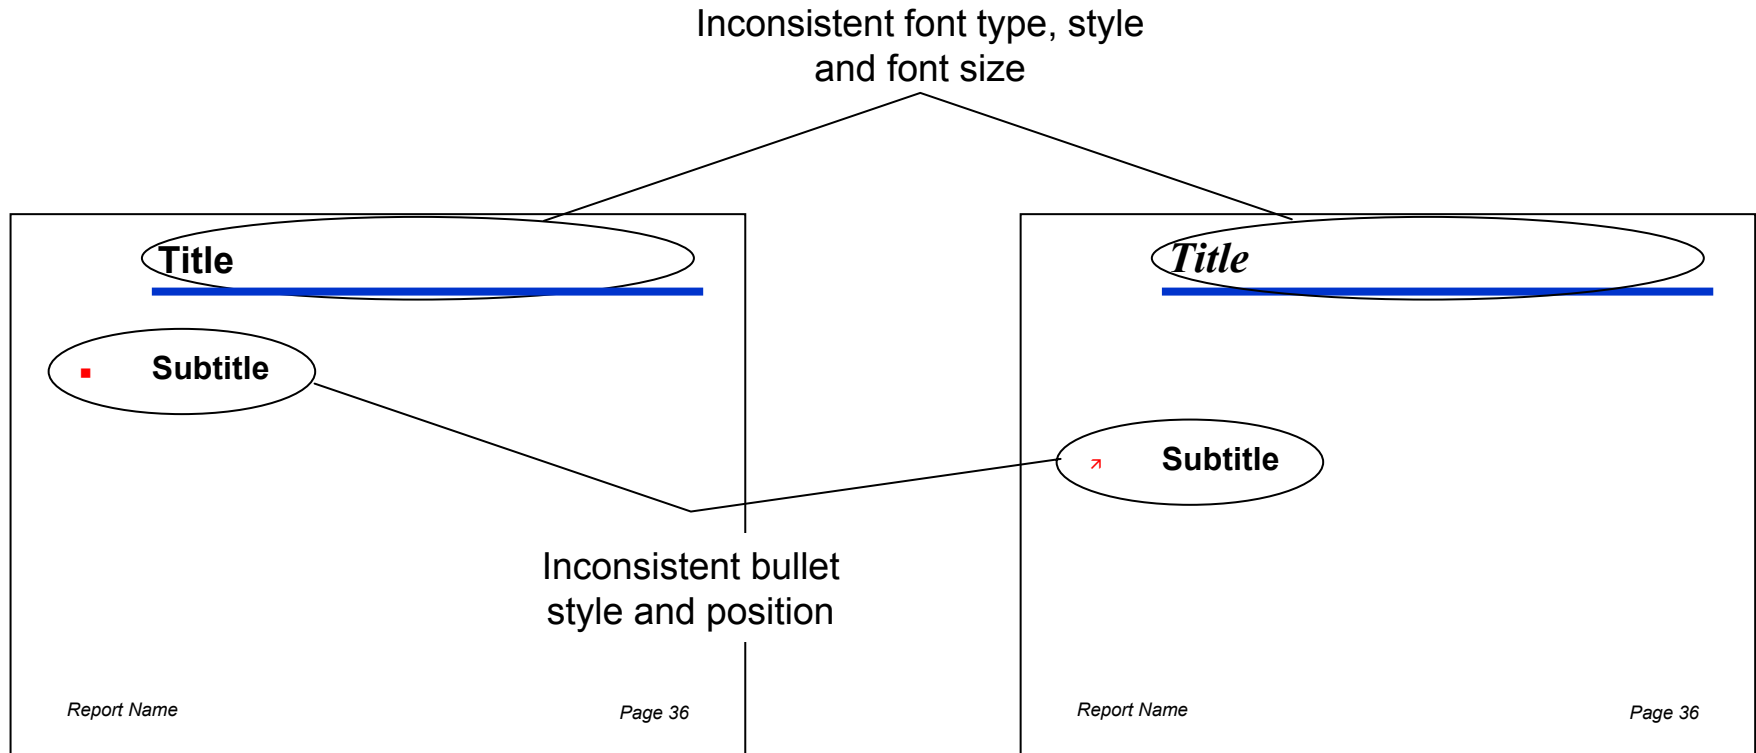 Inconsistent font type, style
and font size
Title
Title
Subtitle
Subtitle
Inconsistent bullet
style and position
Report Name
Page 36
Report Name
Page 36